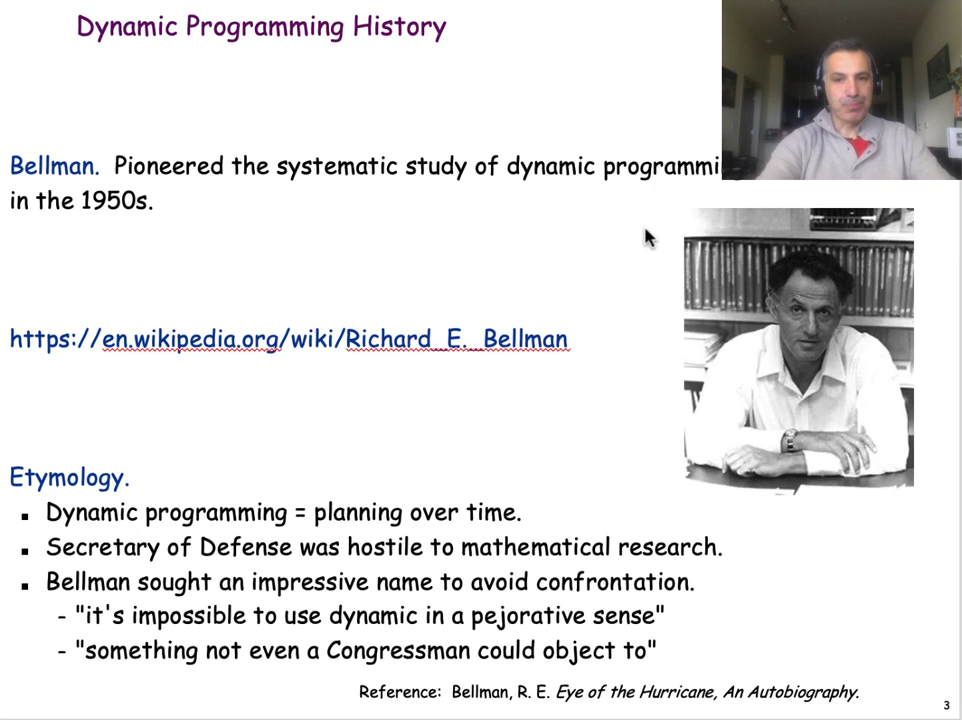 Dynamic Programming History
Bellman. Pioneered the systematic study of dynamic
in the 1950s.
https://en.wikipedia.org/wiki/Richard_E._Bellman
Etymology.
▪ Dynamic programming = planning over time.
▪ Secretary of Defense was hostile to mathematical research.
▪ Bellman sought an impressive name to avoid confrontation.
- "it's impossible to use dynamic in a pejorative sense"
- "something not even a Congressman could object to"
Reference: Bellman, R. E. Eye of the Hurricane, An Autobiography.
3